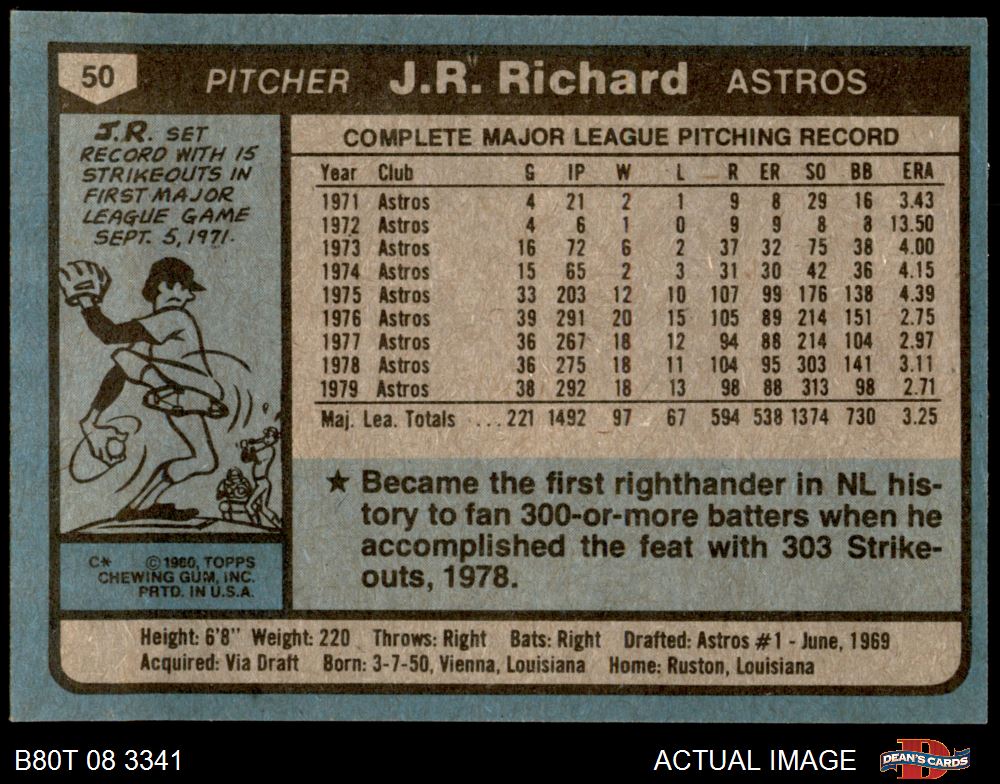 50 PITCHER J.R. Richard ASTROS
J.R. SET
RECORD WITH 15
STRIKEOUTS IN
FIRST MAJOR
LEAGUE GAME
SEPT. 5, 1971.
COMPLETE MAJOR LEAGUE PITCHING RECORD
Year Club G IP W L R ER SO BB ERA
1971 Astros 4 21 2 1 9 8 29 16 3.43
1972 Astros 4 6 1 0 9 9 8 8 13.50
1973 Astros 16 72 6 2 37 32 75 38 4.00
1974 Astros 15 65 2 3 31 30 42 36 4.15
1975 Astros 33 203 12 10 107 99 176 138 4.39
1976 Astros 39 291 20 15 105 89 214 151 2.75
1977 Astros 36 267 18 12 94 88 214 104 2.97
1978 Astros 36 275 18 11 104 95 303 141 3.11
1979 Astros 38 292 18 13 98 88 313 98 2.71
Maj. Lea. Totals ...221 1492 97 67 594 538 1374 730 3.25
★ Became the first righthander in NL his-
tory to fan 300-or-more batters when he
accomplished the feat with 303 Strike-
outs, 1978.
C* ©1980, TOPPS
CHEWING GUM, INC.
PRTD. IN U.S.A.
Height: 6'8" Weight: 220 Throws: Right Bats: Right Drafted: Astros #1 - June, 1969
Acquired: Via Draft Born: 3-7-50, Vienna, Louisiana Home: Ruston, Louisiana
B80T 08 3341
ACTUAL IMAGE
DEAN'S CARDS